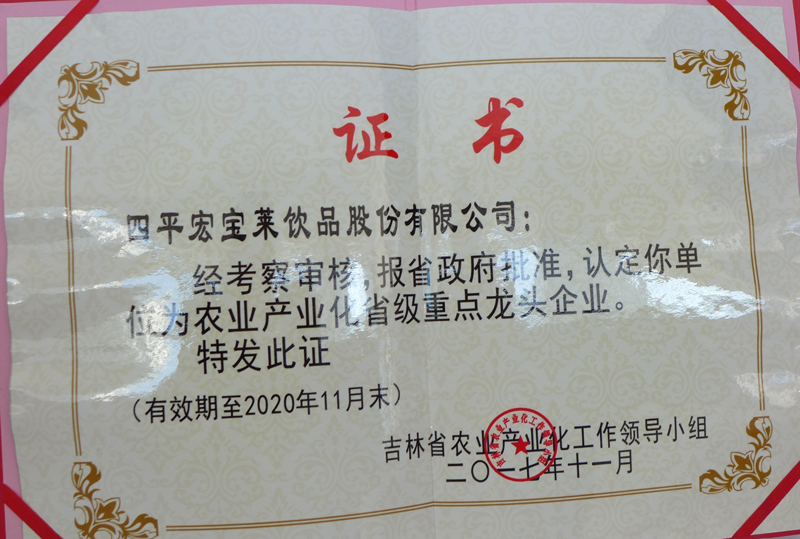 证书
四平宏宝莱饮品股份有限公司：
经考察审核，报省政府批准，认定你单
位为农业产业化省级重点龙头企业。
特发此证
（有效期至2020年11月末）
吉林省农业产业化工作领导小组
二〇一七年十一月